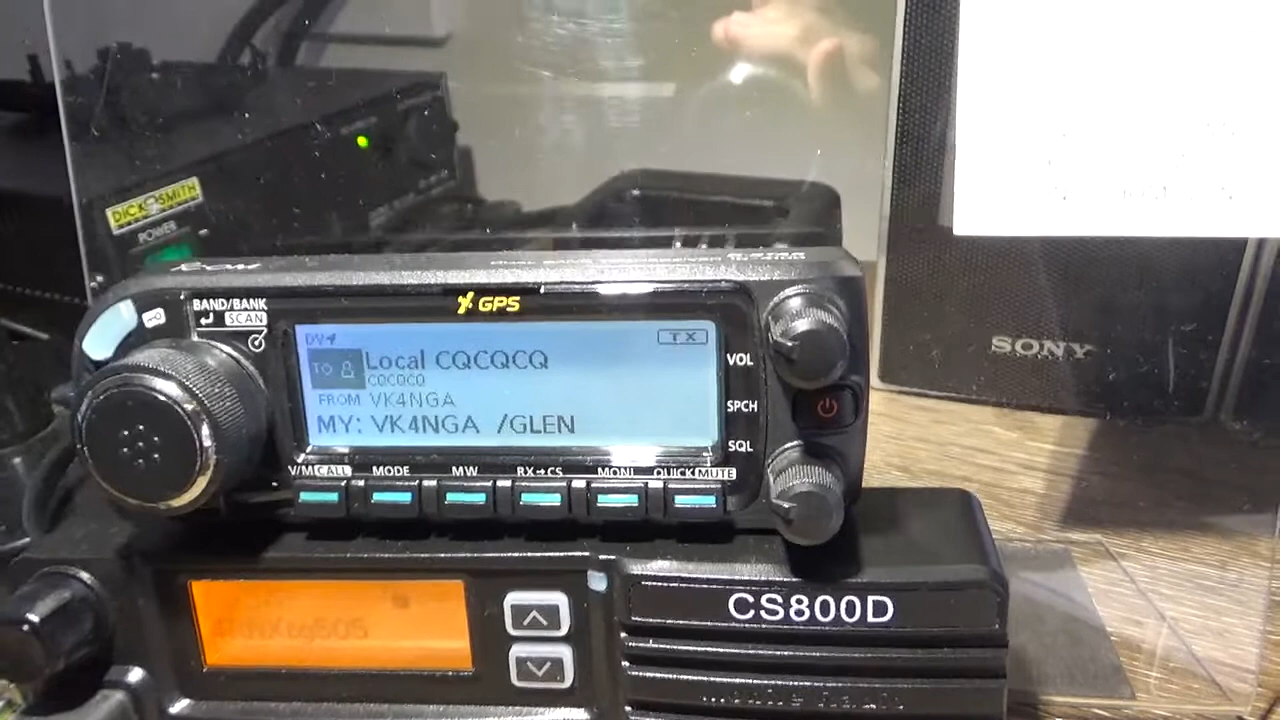 DICK SMITH
POWER
ICOM
GPS
BAND/BANK
SCAN
DV
TX
TO
Local CQCQCQ
CQCQCQ
FROM VK4NGA
MY: VK4NGA /GLEN
VOL
SPCH
SQL
V/M CALL MODE MW RX→CS MONI QUICK MUTE
SONY
CS800D